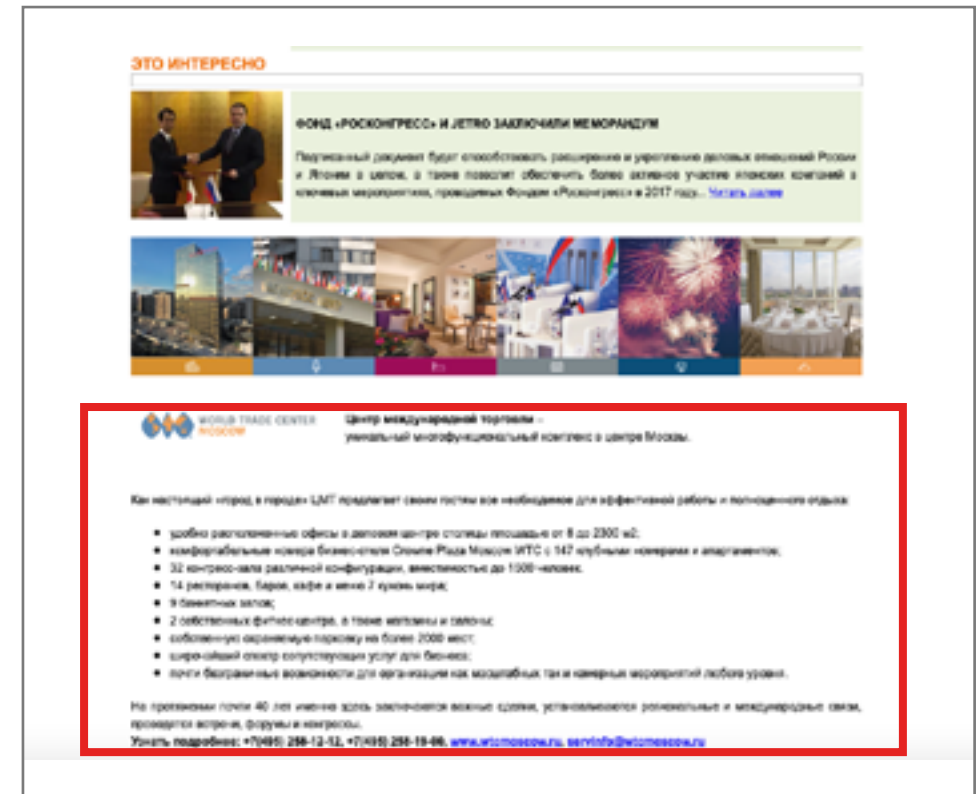 ЭТО ИНТЕРЕСНО
ФОНД «РОСКОНГРЕСС» И JETRO ЗАКЛЮЧИЛИ МЕМОРАНДУМ
Подписанный документ будет способствовать расширению и укреплению деловых отношений России
и Японии в целом, а также позволит обеспечить более активное участие японских компаний в
ключевых мероприятиях, проводимых Фондом «Росконгресс» в 2017 году... Читать далее
WORLD TRADE CENTER
MOSCOW
Центр международной торговли –
уникальный многофункциональный комплекс в центре Москвы.
Как настоящий «город в городе» ЦМТ предлагает своим гостям все необходимое для эффективной работы и полноценного отдыха:
удобно расположенные офисы в деловом центре столицы площадью от 8 до 2300 м2;
комфортабельные номера бизнес-отеля Crowne Plaza Moscow WTC с 147 клубными номерами и апартаментов;
32 конгресс-зала различной конфигурации, вместимостью до 1500 человек.
14 ресторанов, баров, кафе и меню 7 кухонь мира;
9 банкетных залов;
2 собственных фитнес-центра, а также магазины и салоны;
собственную охраняемую парковку на более 2000 мест;
широчайший спектр сопутствующих услуг для бизнеса;
почти безграничные возможности для организации как масштабных так и камерных мероприятий любого уровня.
На протяжении почти 40 лет именно здесь заключаются важные сделки, устанавливаются региональные и международные связи,
проводятся встречи, форумы и конгрессы.
Узнать подробнее: +7(495) 258-12-12, +7(495) 258-19-00, www.wtcmoscow.ru, servinfo@wtcmoscow.ru